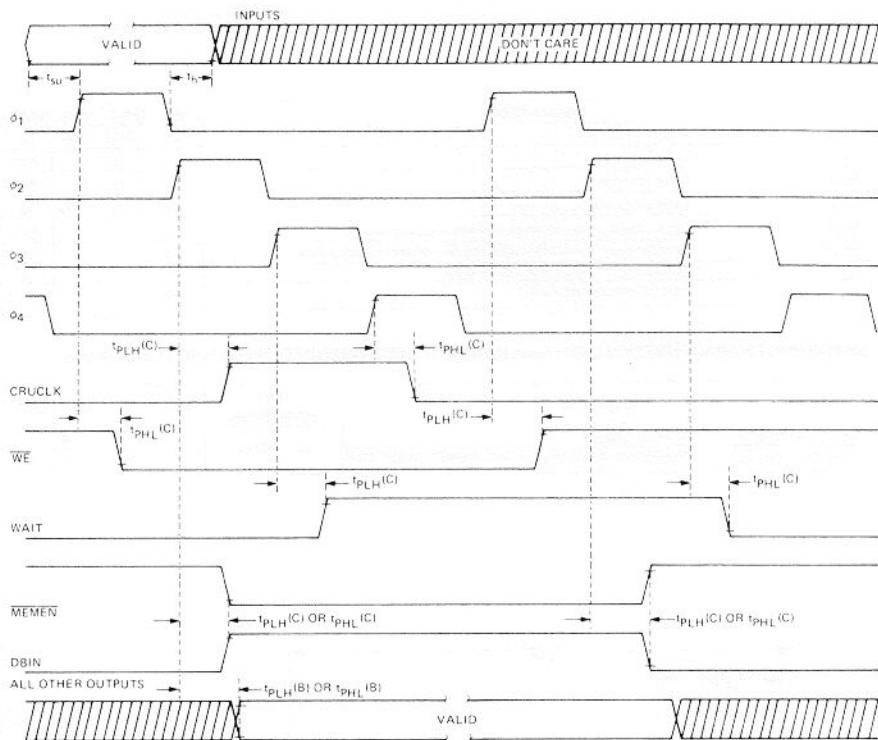 INPUTS
VALID
DON'T CARE
tsu
th
ϕ1
ϕ2
ϕ3
ϕ4
tPLH(C)
tPHL(C)
CRUCLK
tPLH(C)
tPHL(C)
WE
tPLH(C)
tPHL(C)
WAIT
MEMEN
tPLH(C) OR tPHL(C)
tPLH(C) OR tPHL(C)
DBIN
ALL OTHER OUTPUTS
tPLH(B) OR tPHL(B)
VALID